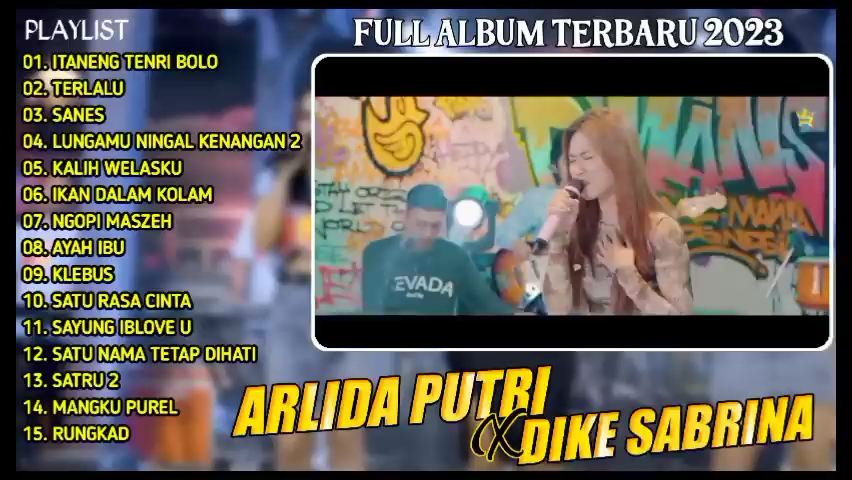 PLAYLIST
01. ITANENG TENRI BOLO
02. TERLALU
03. SANES
04. LUNGAMU NINGAL KENANGAN 2
05. KALIH WELASKU
06. IKAN DALAM KOLAM
07. NGOPI MASZEH
08. AYAH IBU
09. KLEBUS
10. SATU RASA CINTA
11. SAYUNG IBLOVE U
12. SATU NAMA TETAP DIHATI
13. SATRU 2
14. MANGKU PUREL
15. RUNGKAD
FULL ALBUM TERBARU 2023
EVADA
ARLIDA PUTRI
X DIKE SABRINA